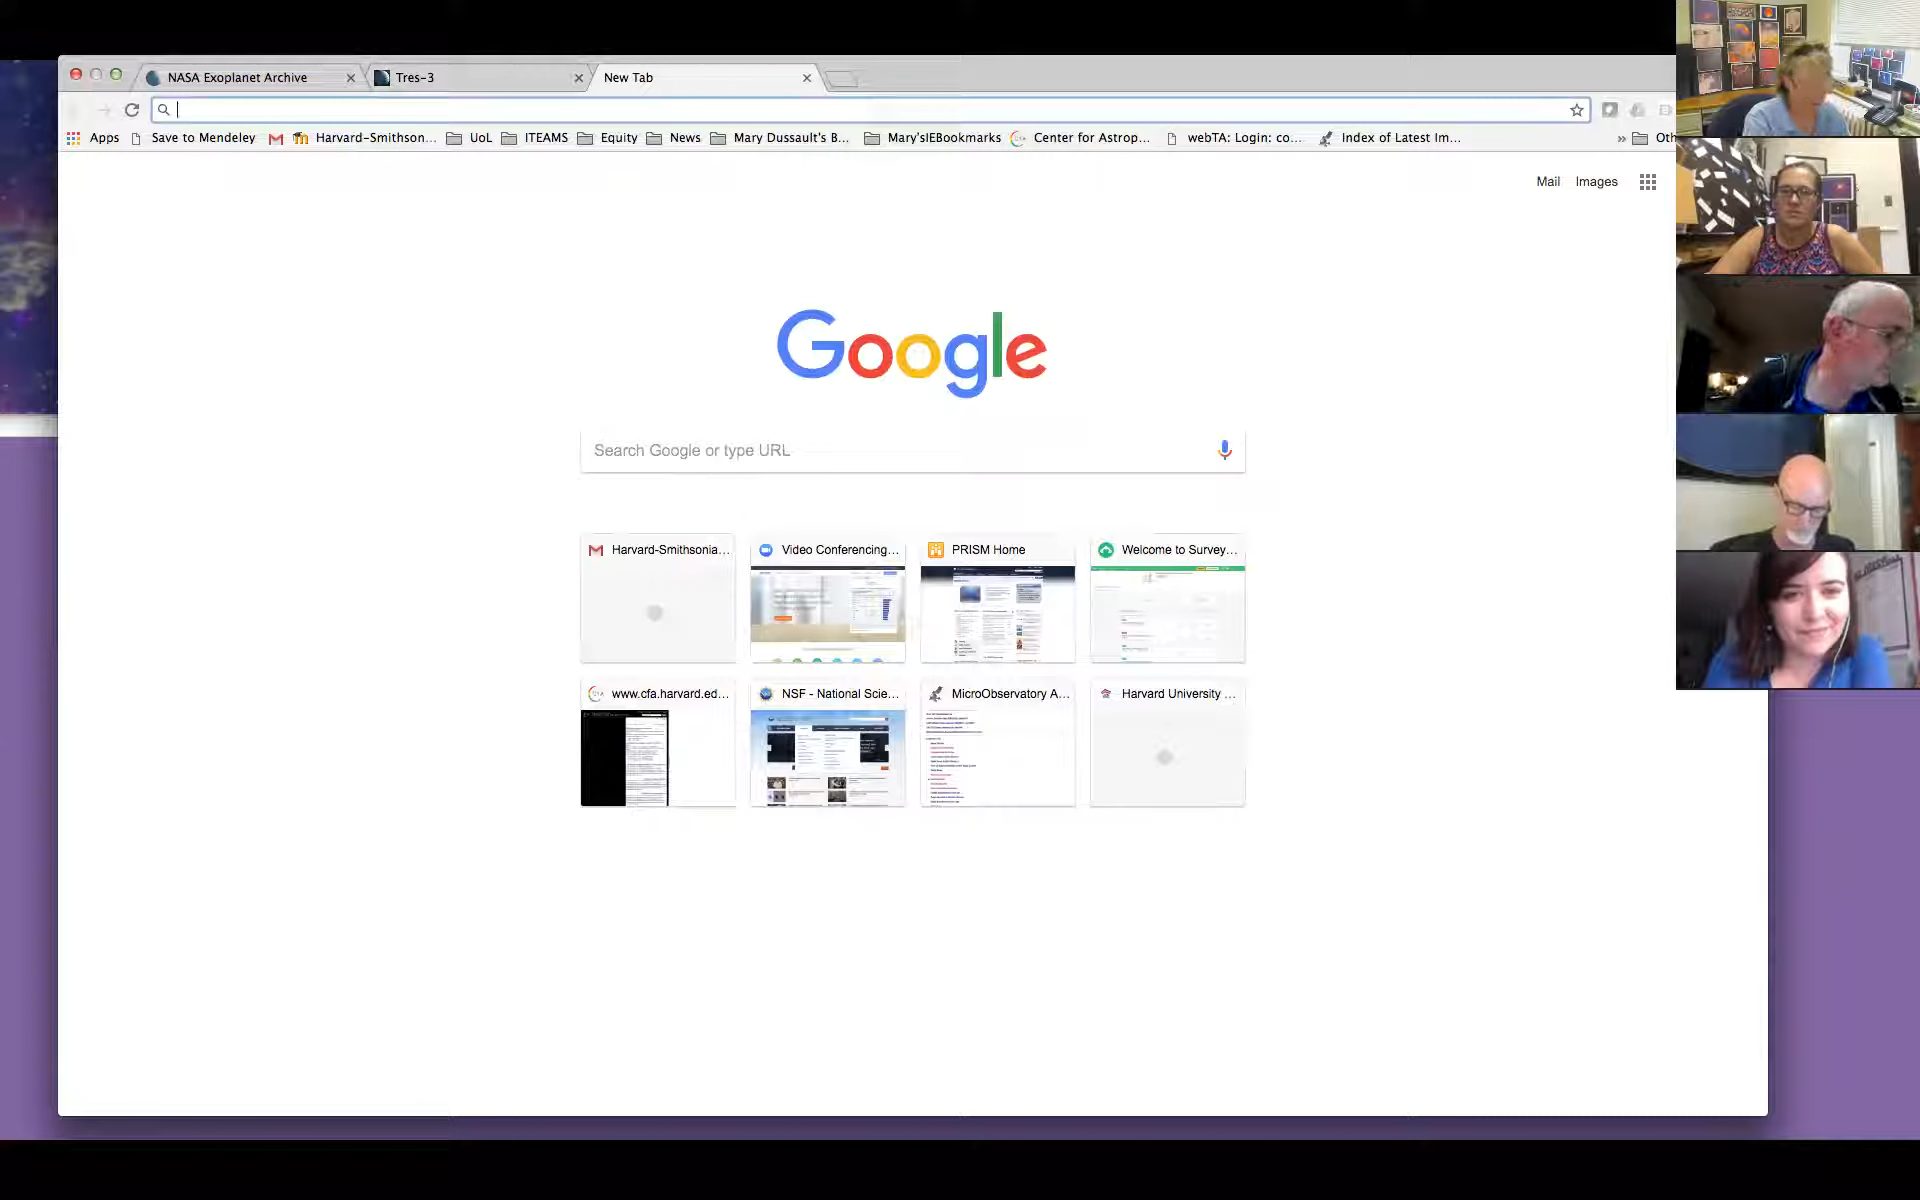 NASA Exoplanet Archive Tres-3 New Tab
Apps Save to Mendeley Harvard-Smithson... UoL ITEAMS Equity News Mary Dussault's B... Mary'sIEBookmarks Center for Astrop... webTA: Login: co... Index of Latest Im... » Oth
Mail Images
Google
Search Google or type URL
Harvard-Smithsonia... Video Conferencing... PRISM Home Welcome to Survey...
www.cfa.harvard.ed... NSF - National Scie... MicroObservatory A... Harvard University ...